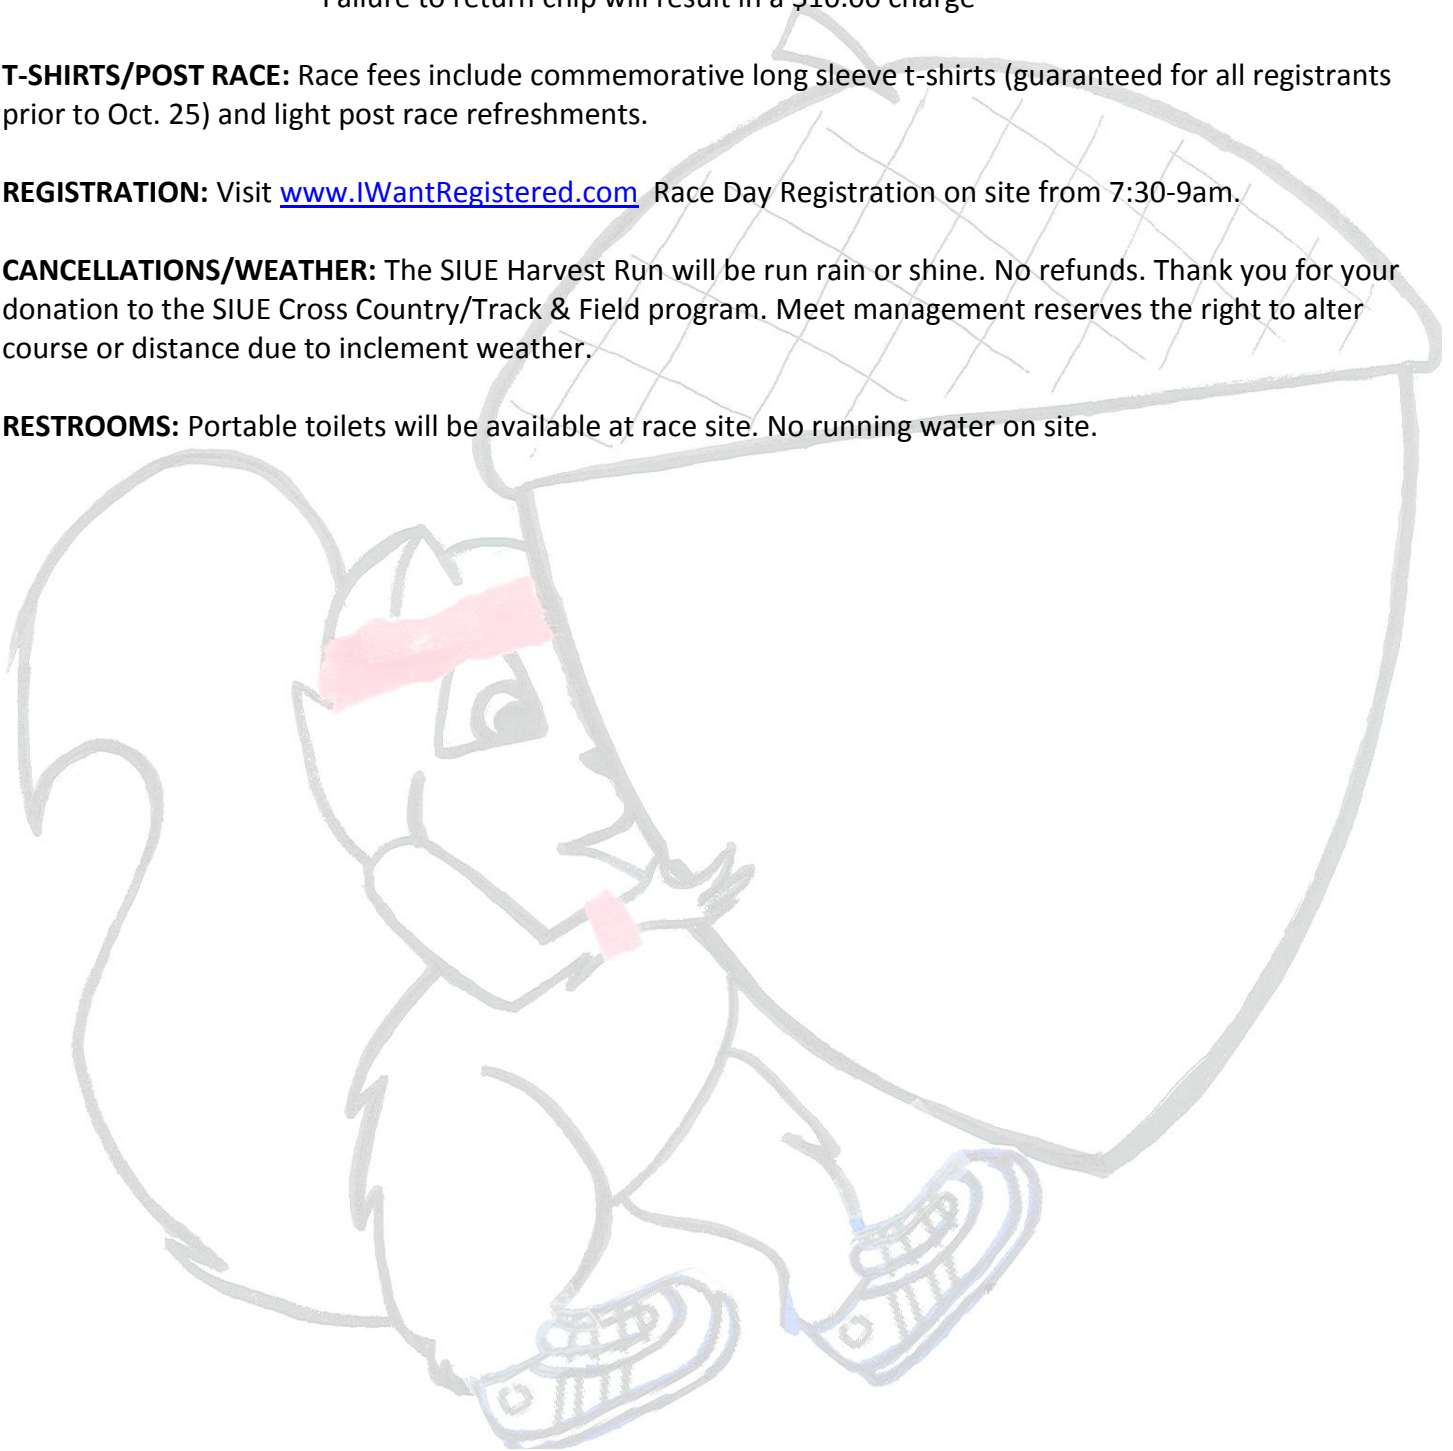 Failure to return chip will result in a $10.00 charge
T-SHIRTS/POST RACE: Race fees include commemorative long sleeve t-shirts (guaranteed for all registrants
prior to Oct. 25) and light post race refreshments.
REGISTRATION: Visit www.IWantRegistered.com Race Day Registration on site from 7:30-9am.
CANCELLATIONS/WEATHER: The SIUE Harvest Run will be run rain or shine. No refunds. Thank you for your
donation to the SIUE Cross Country/Track & Field program. Meet management reserves the right to alter
course or distance due to inclement weather.
RESTROOMS: Portable toilets will be available at race site. No running water on site.